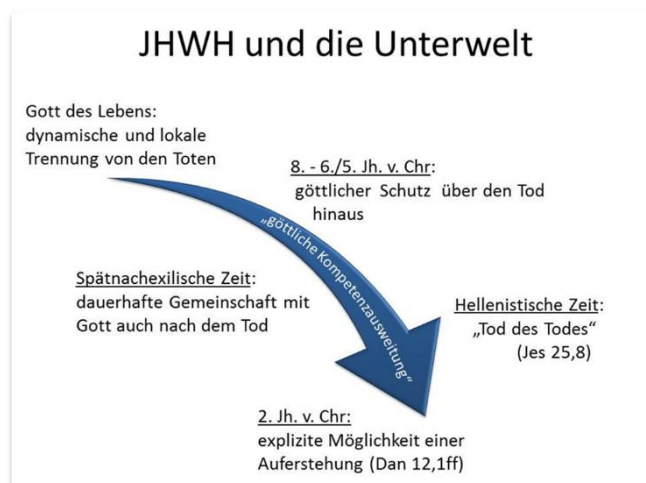 JHWH und die Unterwelt
Gott des Lebens:
dynamische und lokale
Trennung von den Toten
8. - 6./5. Jh. v. Chr:
göttlicher Schutz über den Tod
hinaus
„göttliche Kompetenzausweitung“
Spätnachexilische Zeit:
dauerhafte Gemeinschaft mit
Gott auch nach dem Tod
Hellenistische Zeit:
„Tod des Todes“
(Jes 25,8)
2. Jh. v. Chr:
explizite Möglichkeit einer
Auferstehung (Dan 12,1ff)